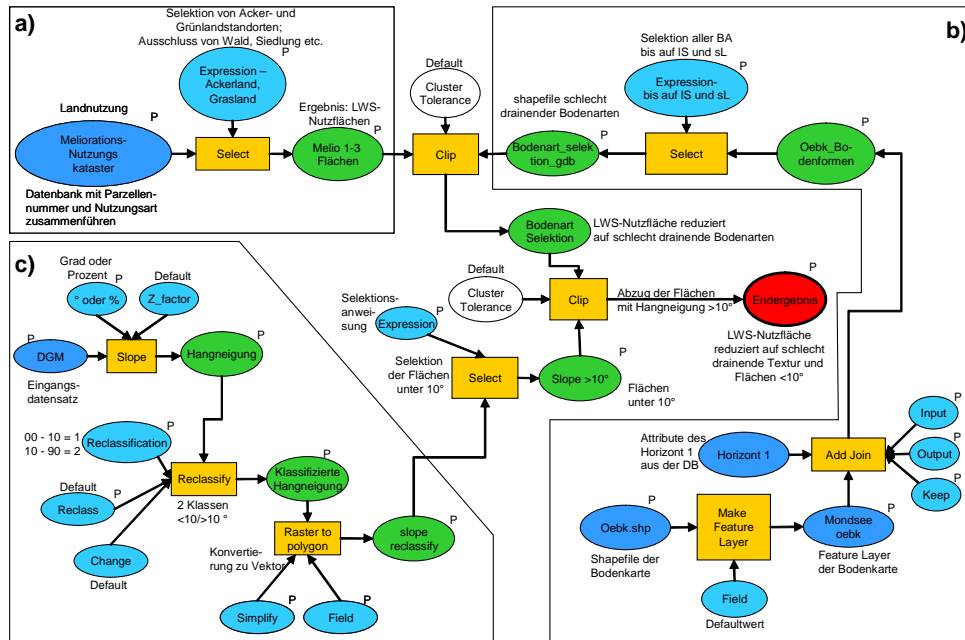 a)
Selektion von Acker- und
Grünlandstandorten;
Ausschluss von Wald, Siedlung etc.
P
Expression –
Ackerland,
Grasland
Landnutzung
P
Meliorations-
Nutzungs
kataster
Select
Ergebnis: LWS-
Nutzflächen
P
Melio 1-3
Flächen
Datenbank mit Parzellen-
nummer und Nutzungsart
zusammenführen
Default
Cluster
Tolerance
Clip
b)
Selektion aller BA
bis auf lS und sL
P
Expression-
bis auf lS und sL
shapefile schlecht
drainender Bodenarten
P
Bodenart_selek
tion_gdb
Select
P
Oebk_Bo-
denformen
P
Bodenart
Selektion
LWS-Nutzfläche reduziert
auf schlecht drainende Bodenarten
Default
Cluster
Tolerance
Clip
Abzug der Flächen
mit Hangneigung >10°
P
Endergebnis
LWS-Nutzfläche
reduziert auf schlecht
drainende Textur und
Flächen <10°
Selektions-
anweisung
P
Expression
Selektion
der Flächen
unter 10°
Select
P
Slope >10°
Flächen
unter 10°
c)
Grad oder
Prozent
P
° oder %
Default
P
Z_factor
P
DGM
Eingangs-
datensatz
Slope
P
Hangneigung
00 - 10 = 1
10 - 90 = 2
P
Reclassification
Default
P
Reclass
Change
Default
Reclassify
2 Klassen
<10/>10 °
P
Klassifizierte
Hangneigung
Raster to
polygon
Konvertie-
rung zu Vektor
P
Simplify
P
Field
P
slope
reclassify
Attribute des
Horizont 1
aus der DB
P
Horizont 1
Add Join
P
Input
P
Output
P
Keep
P
Oebk.shp
Shapefile der
Bodenkarte
Make
Feature
Layer
P
Mondsee
oebk
Feature Layer
der Bodenkarte
P
Field
Defaultwert